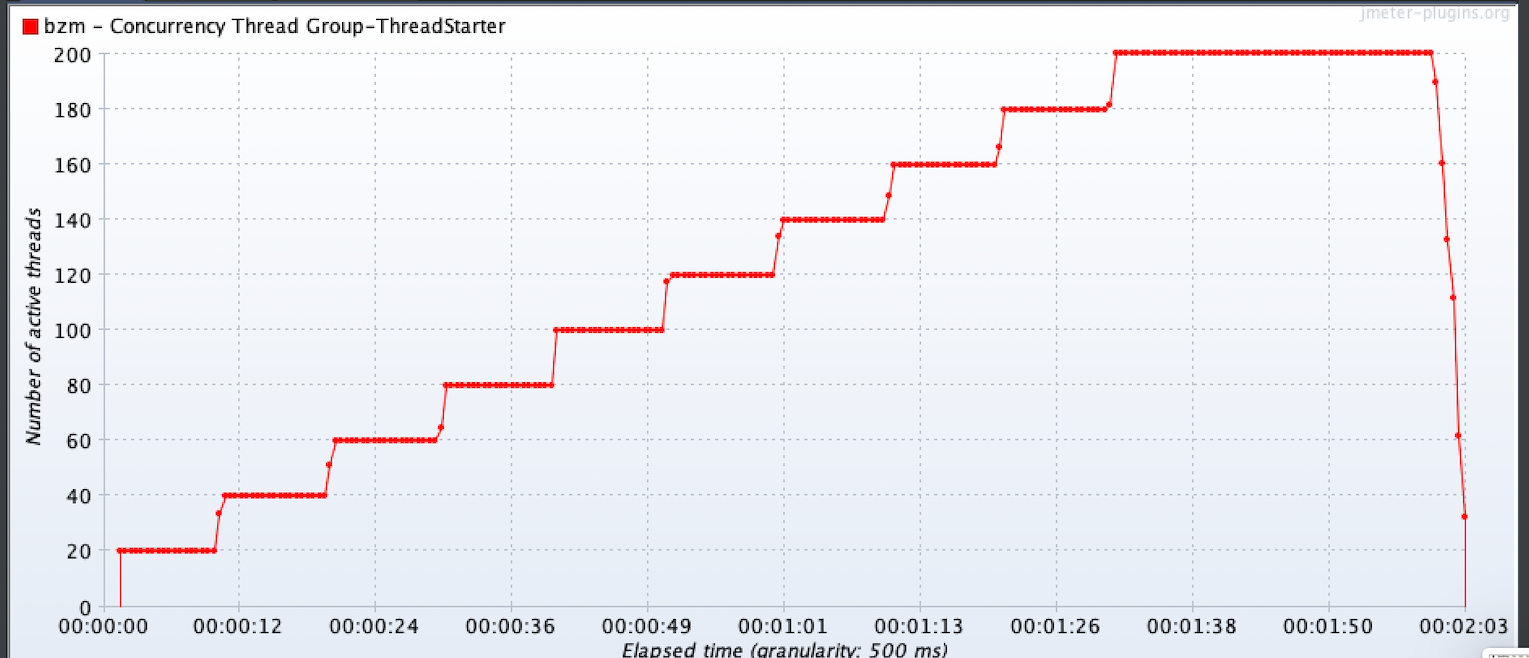 jmeter-plugins.org
bzm - Concurrency Thread Group-ThreadStarter
200
180
160
140
120
100
80
60
40
20
0
Number of active threads
00:00:00 00:00:12 00:00:24 00:00:36 00:00:49 00:01:01 00:01:13 00:01:26 00:01:38 00:01:50 00:02:03
Elapsed time (granularity: 500 ms)